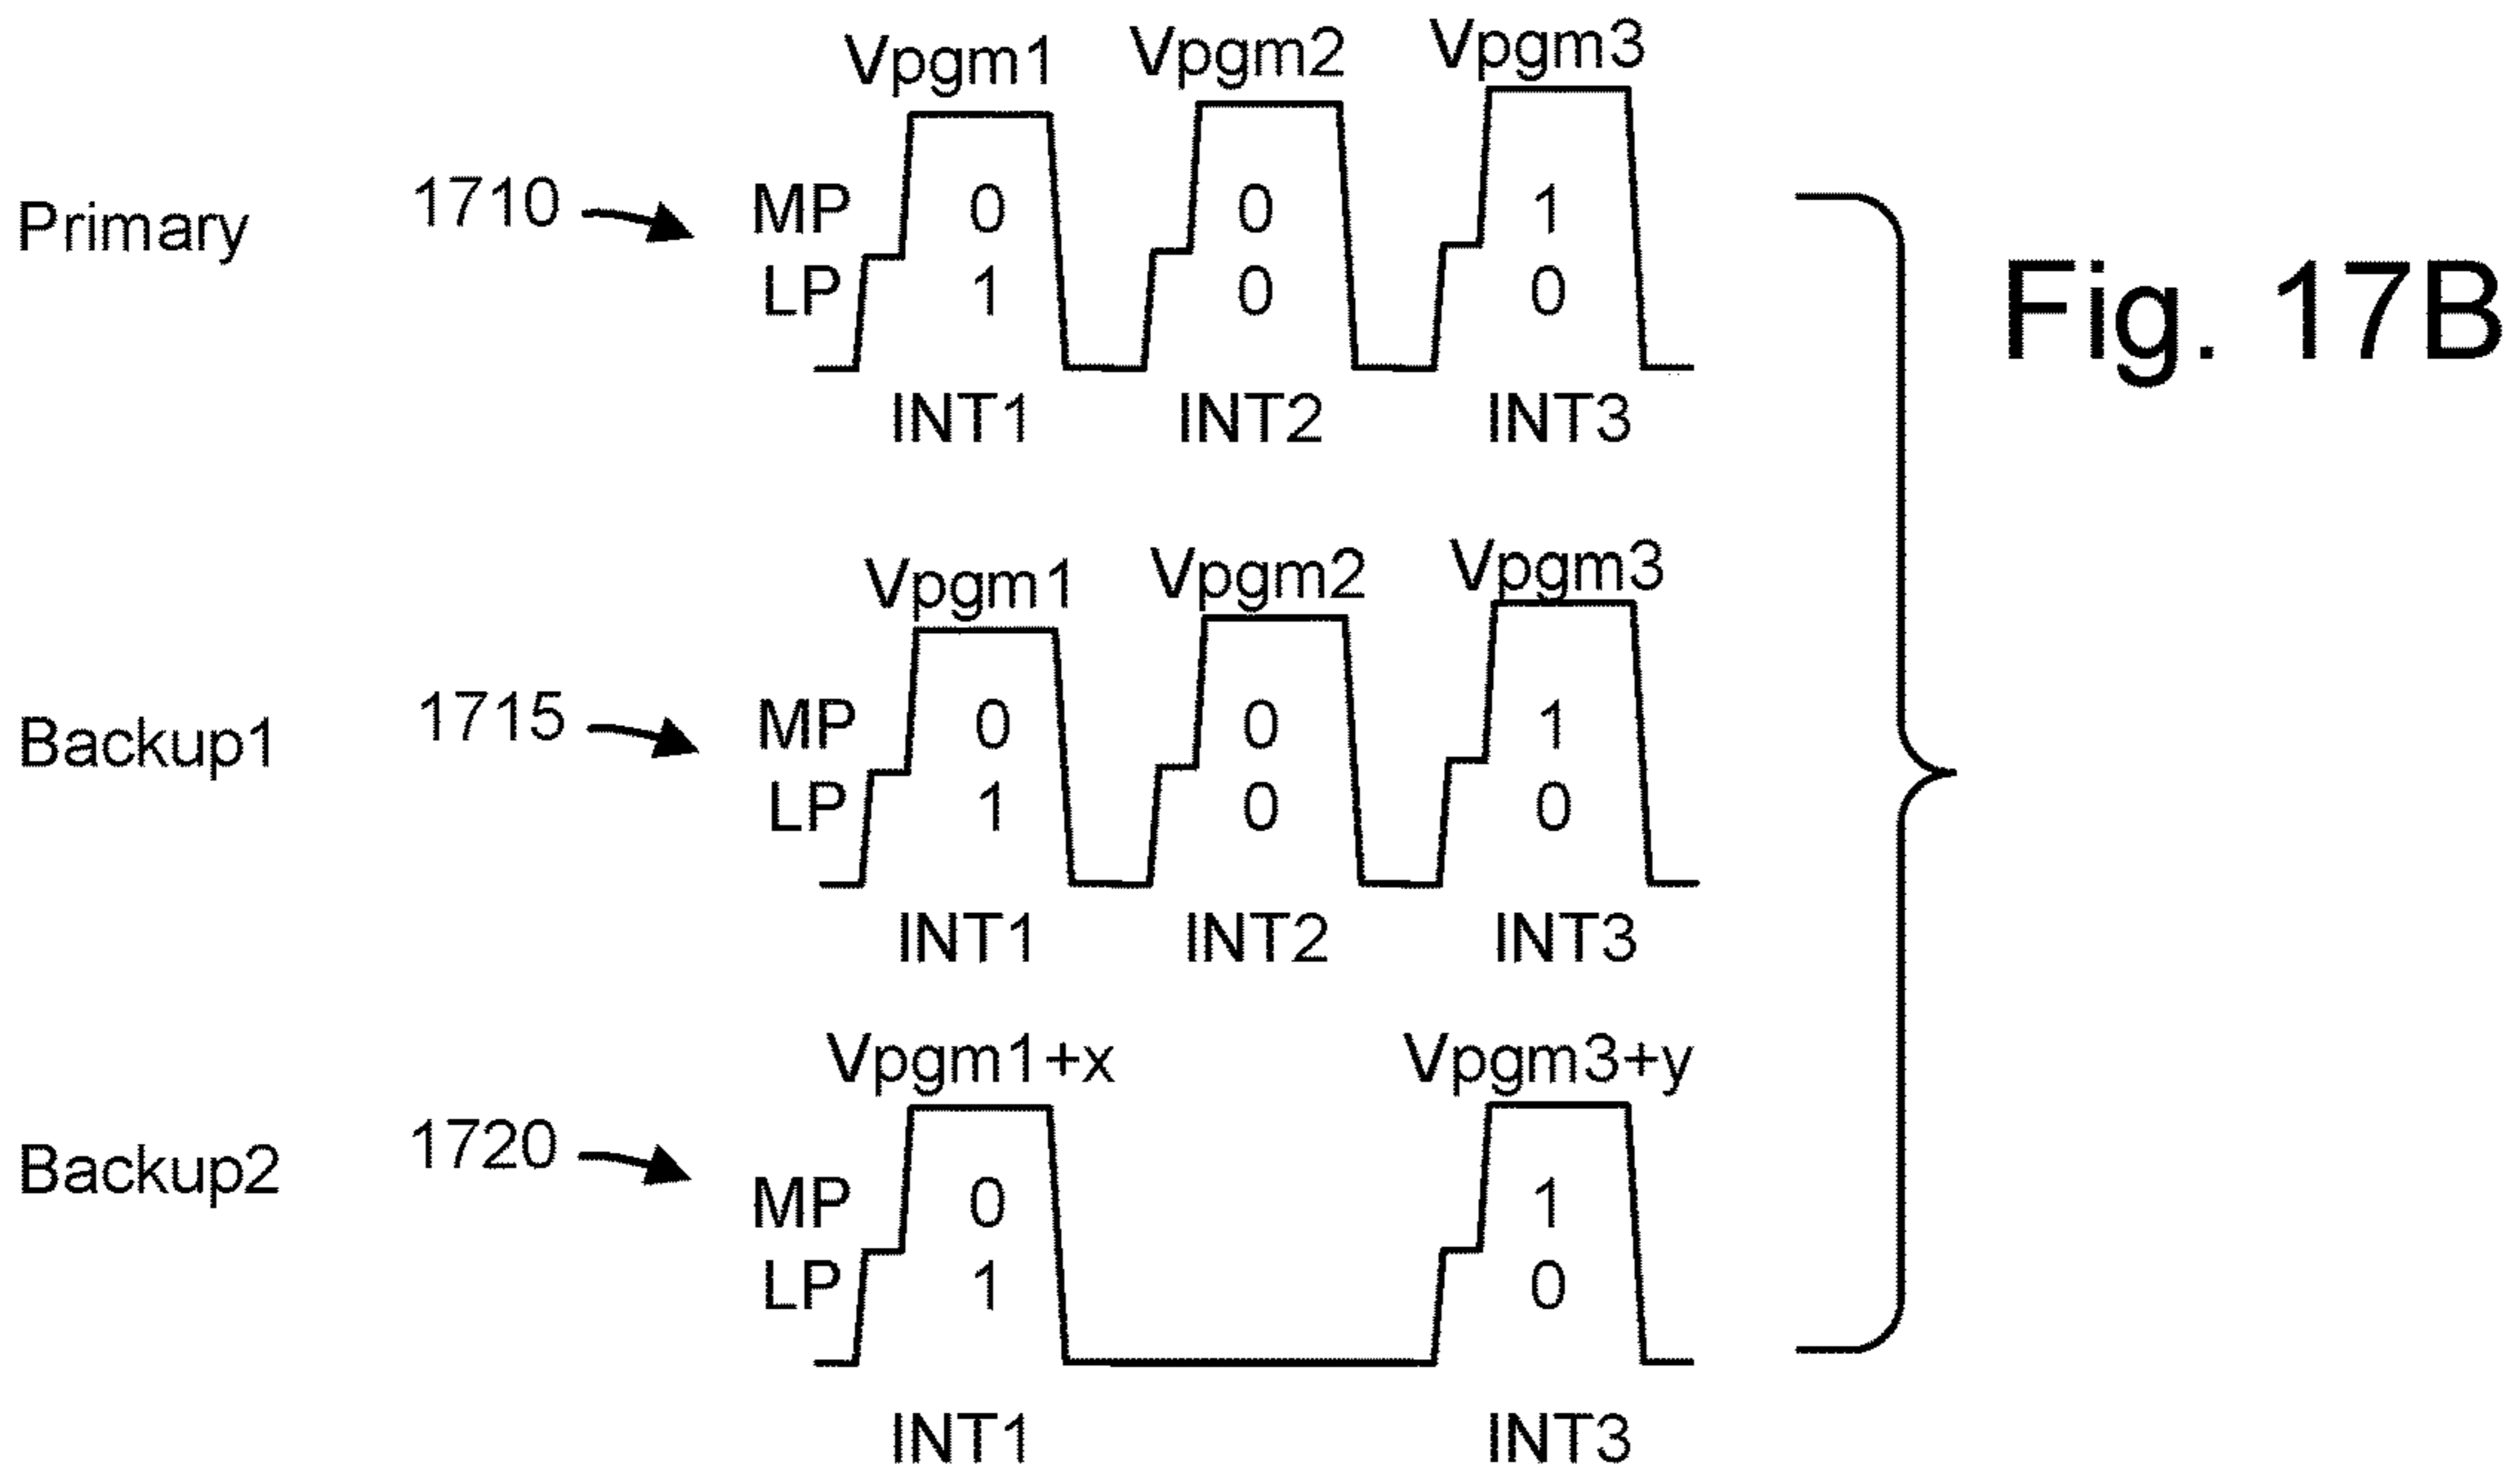 Vpgm1 Vpgm2 Vpgm3
Primary 1710 MP 0 0 1
LP 1 0 0
Fig. 17B
INT1 INT2 INT3
Vpgm1 Vpgm2 Vpgm3
Backup1 1715 MP 0 0 1
LP 1 0 0
INT1 INT2 INT3
Vpgm1+x Vpgm3+y
Backup2 1720 MP 0 1
LP 1 0
INT1 INT3